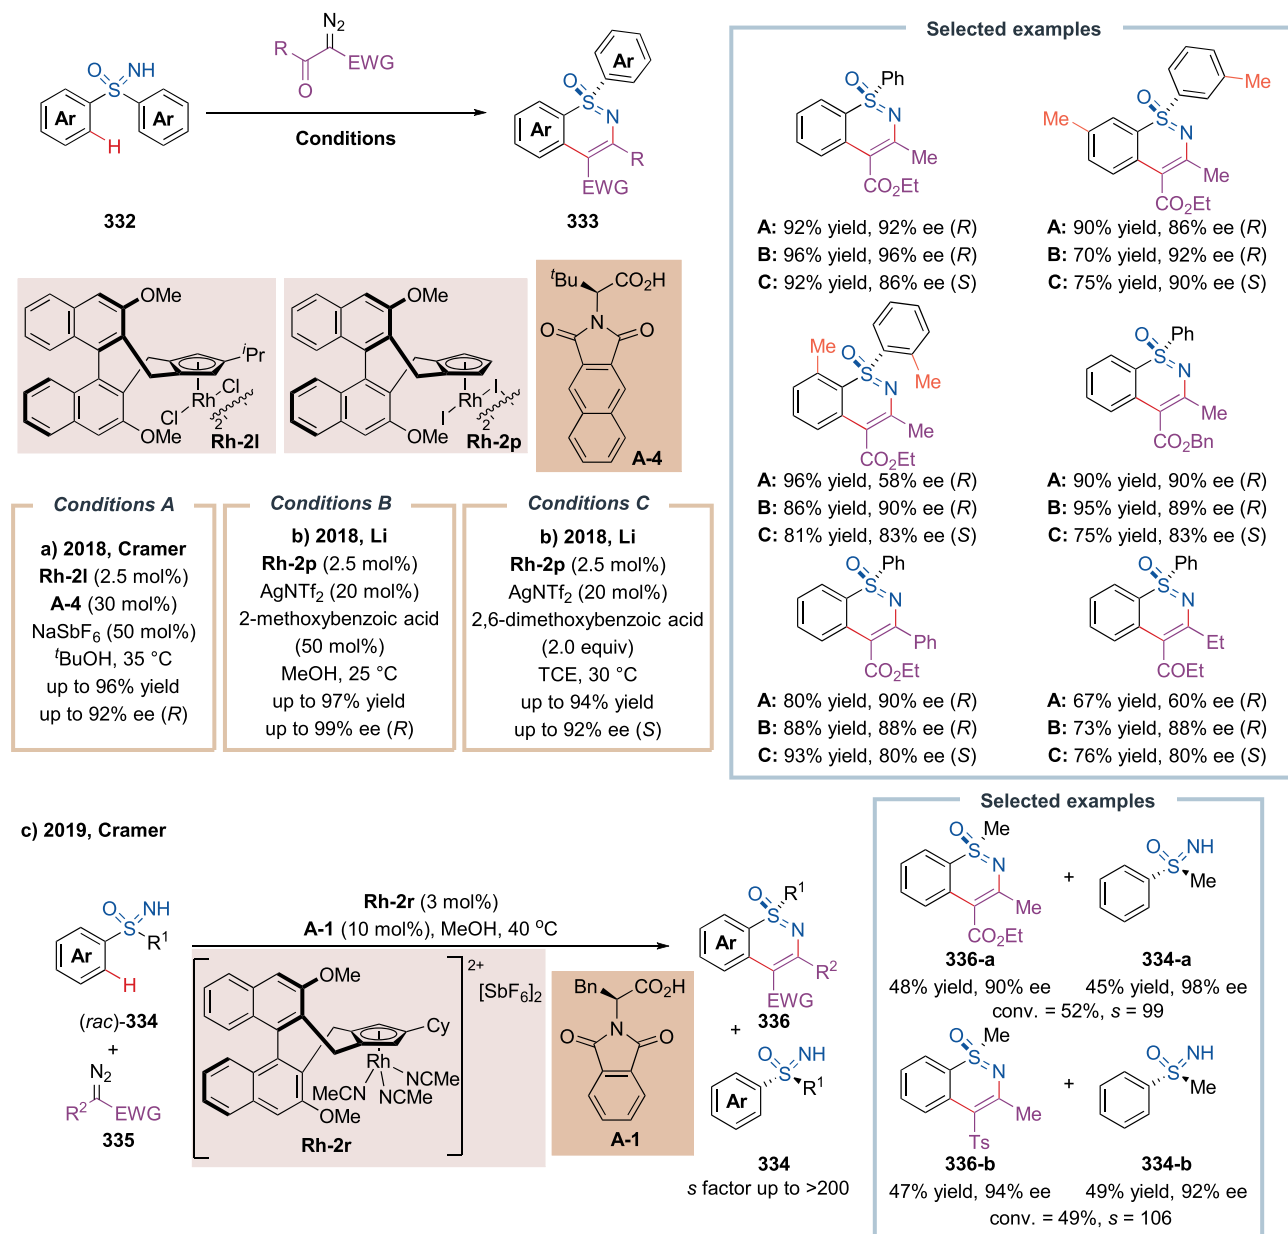 N2
R
EWG
O
O
NH
S
Ar
Ar
H
Conditions
332
Ar
O
S
N
Ar
R
EWG
333
OMe
iPr
Rh
Cl
Cl
2
OMe
Rh-2l
OMe
Rh
I
I
2
OMe
Rh-2p
tBu
CO2H
N
O
O
A-4
Conditions A
a) 2018, Cramer
Rh-2l (2.5 mol%)
A-4 (30 mol%)
NaSbF6 (50 mol%)
tBuOH, 35 °C
up to 96% yield
up to 92% ee (R)
Conditions B
b) 2018, Li
Rh-2p (2.5 mol%)
AgNTf2 (20 mol%)
2-methoxybenzoic acid
(50 mol%)
MeOH, 25 °C
up to 97% yield
up to 99% ee (R)
Conditions C
b) 2018, Li
Rh-2p (2.5 mol%)
AgNTf2 (20 mol%)
2,6-dimethoxybenzoic acid
(2.0 equiv)
TCE, 30 °C
up to 94% yield
up to 92% ee (S)
Selected examples
O
Ph
S
N
Me
CO2Et
A: 92% yield, 92% ee (R)
B: 96% yield, 96% ee (R)
C: 92% yield, 86% ee (S)
Me
O
Me
S
N
Me
CO2Et
A: 90% yield, 86% ee (R)
B: 70% yield, 92% ee (R)
C: 75% yield, 90% ee (S)
Me
O
Me
S
N
Me
CO2Et
A: 96% yield, 58% ee (R)
B: 86% yield, 90% ee (R)
C: 81% yield, 83% ee (S)
O
Ph
S
N
Me
CO2Bn
A: 90% yield, 90% ee (R)
B: 95% yield, 89% ee (R)
C: 75% yield, 83% ee (S)
O
Ph
S
N
Ph
CO2Et
A: 80% yield, 90% ee (R)
B: 88% yield, 88% ee (R)
C: 93% yield, 80% ee (S)
O
Ph
S
N
Et
COEt
A: 67% yield, 60% ee (R)
B: 73% yield, 88% ee (R)
C: 76% yield, 80% ee (S)
c) 2019, Cramer
O
NH
S
R1
Ar
H
(rac)-334
+
N2
R2
EWG
335
Rh-2r (3 mol%)
A-1 (10 mol%), MeOH, 40 oC
OMe
Cy
Rh
MeCN
NCMe
NCMe
OMe
2+
[SbF6]2
Rh-2r
Bn
CO2H
N
O
O
A-1
O
R1
S
N
Ar
R2
EWG
336
+
O
NH
S
R1
Ar
334
s factor up to >200
Selected examples
O
Me
S
N
Me
CO2Et
336-a
48% yield, 90% ee
+
O
NH
S
Me
334-a
45% yield, 98% ee
conv. = 52%, s = 99
O
Me
S
N
Me
Ts
336-b
47% yield, 94% ee
+
O
NH
S
Me
334-b
49% yield, 92% ee
conv. = 49%, s = 106